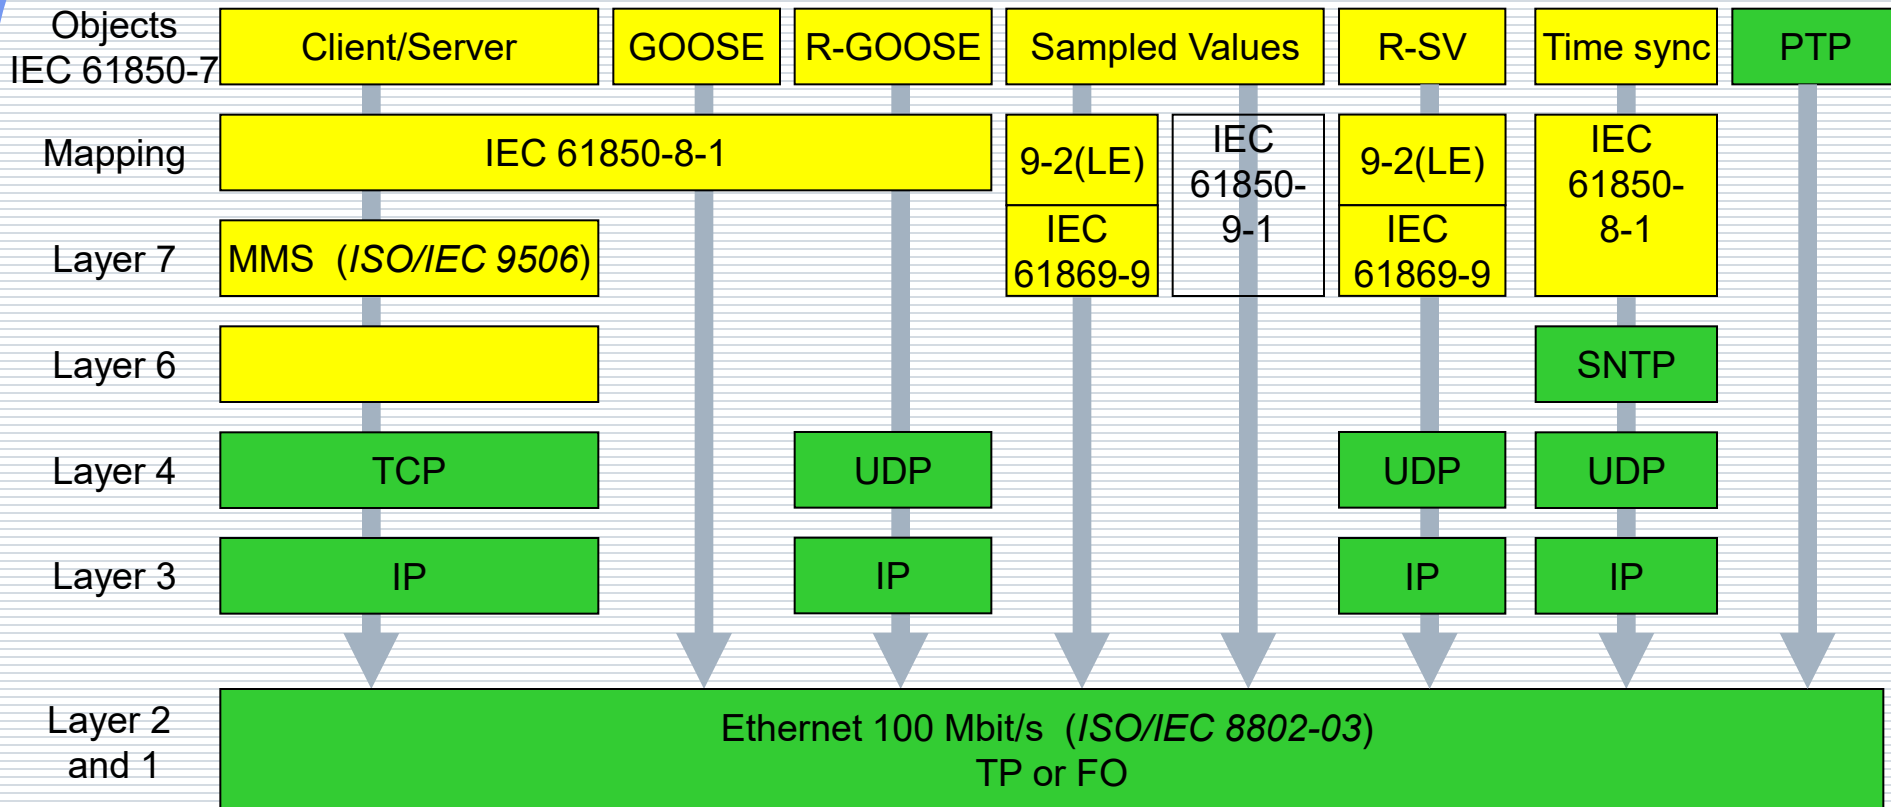 Objects
IEC 61850-7
Client/Server
GOOSE
R-GOOSE
Sampled Values
R-SV
Time sync
PTP
Mapping
IEC 61850-8-1
9-2(LE)
IEC
61850-
9-1
9-2(LE)
IEC
61850-
8-1
Layer 7
MMS (ISO/IEC 9506)
IEC
61869-9
IEC
61869-9
Layer 6
SNTP
Layer 4
TCP
UDP
UDP
UDP
Layer 3
IP
IP
IP
IP
Layer 2
and 1
Ethernet 100 Mbit/s (ISO/IEC 8802-03)
TP or FO